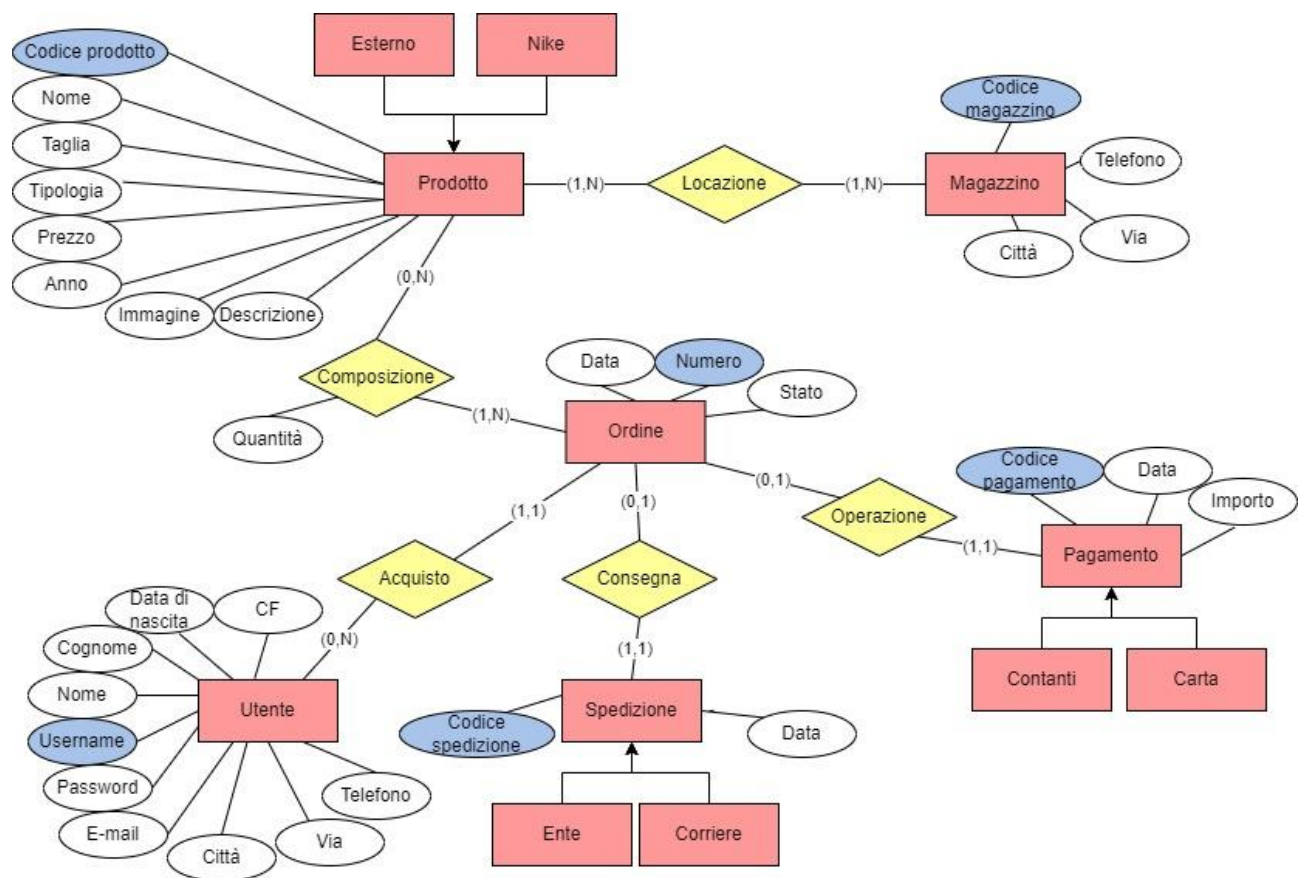 Esterno
Nike
Codice prodotto
Nome
Taglia
Tipologia
Prezzo
Anno
Immagine
Descrizione
Prodotto
(1,N)
Locazione
(1,N)
Codice
magazzino
Telefono
Magazzino
Via
Città
(0,N)
Composizione
Quantità
(1,N)
Data
Numero
Stato
Ordine
(1,1)
(0,1)
(0,1)
Operazione
(1,1)
Codice
pagamento
Data
Importo
Pagamento
Contanti
Carta
Acquisto
(0,N)
Consegna
(1,1)
Data di
nascita
CF
Cognome
Nome
Username
Password
E-mail
Città
Via
Telefono
Utente
Codice
spedizione
Spedizione
Data
Ente
Corriere